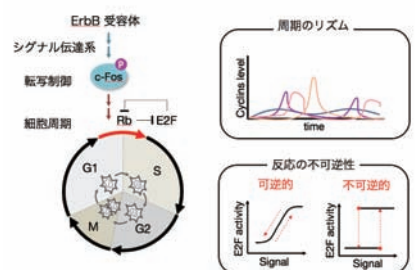 ErbB 受容体
シグナル伝達系
P
転写制御
c-Fos
細胞周期
Rb
E2F
G1
S
M
G2
周期のリズム
Cyclins level
time
反応の不可逆性
可逆的
不可逆的
E2F activity
Signal
E2F activity
Signal